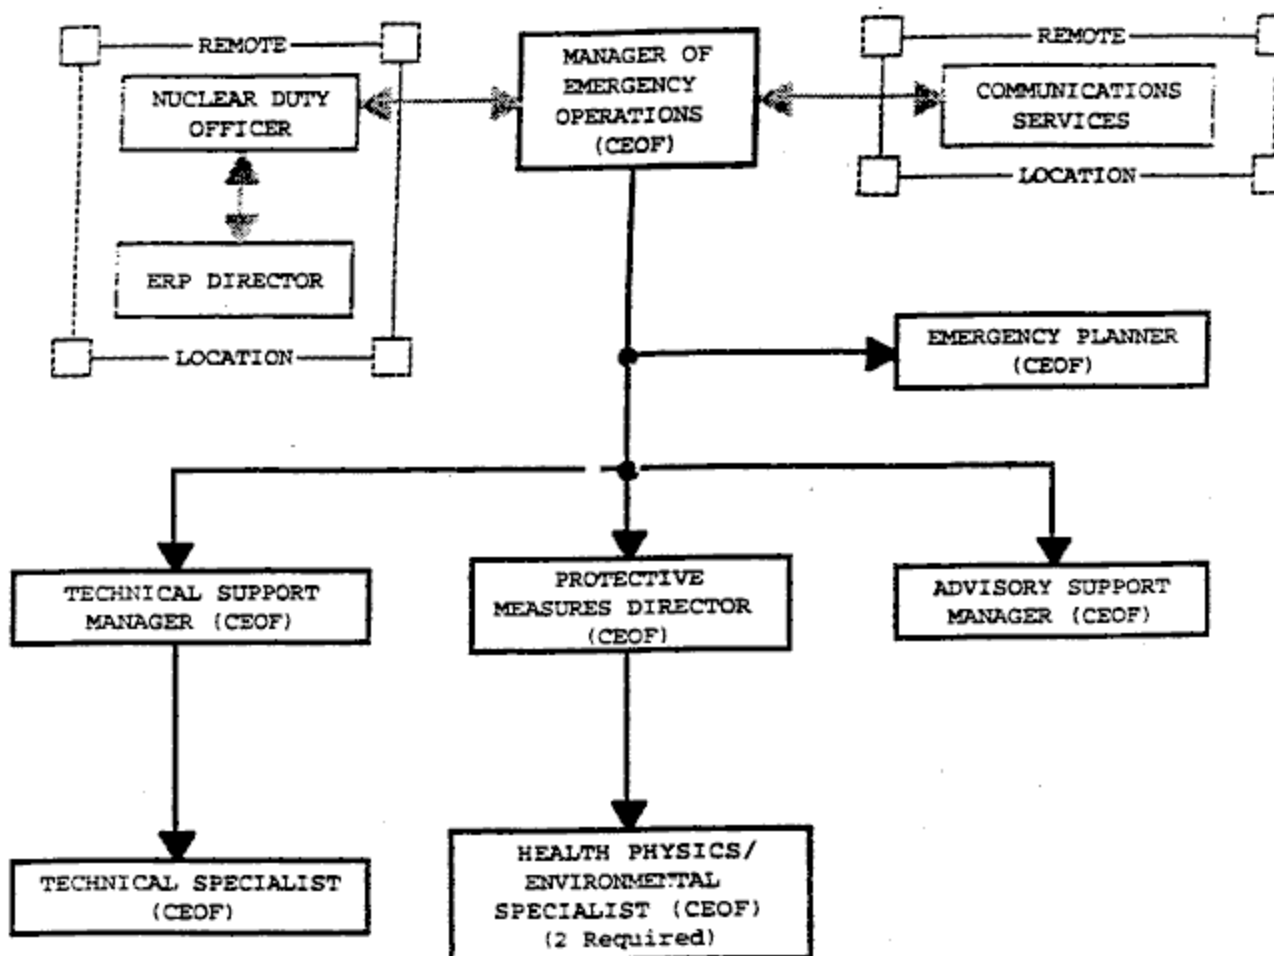 REMOTE
NUCLEAR DUTY
OFFICER
ERP DIRECTOR
LOCATION
MANAGER OF
EMERGENCY
OPERATIONS
(CEOF)
REMOTE
COMMUNICATIONS
SERVICES
LOCATION
EMERGENCY PLANNER
(CEOF)
TECHNICAL SUPPORT
MANAGER (CEOF)
PROTECTIVE
MEASURES DIRECTOR
(CEOF)
ADVISORY SUPPORT
MANAGER (CEOF)
TECHNICAL SPECIALIST
(CEOF)
HEALTH PHYSICS/
ENVIRONMENTAL
SPECIALIST (CEOF)
(2 Required)